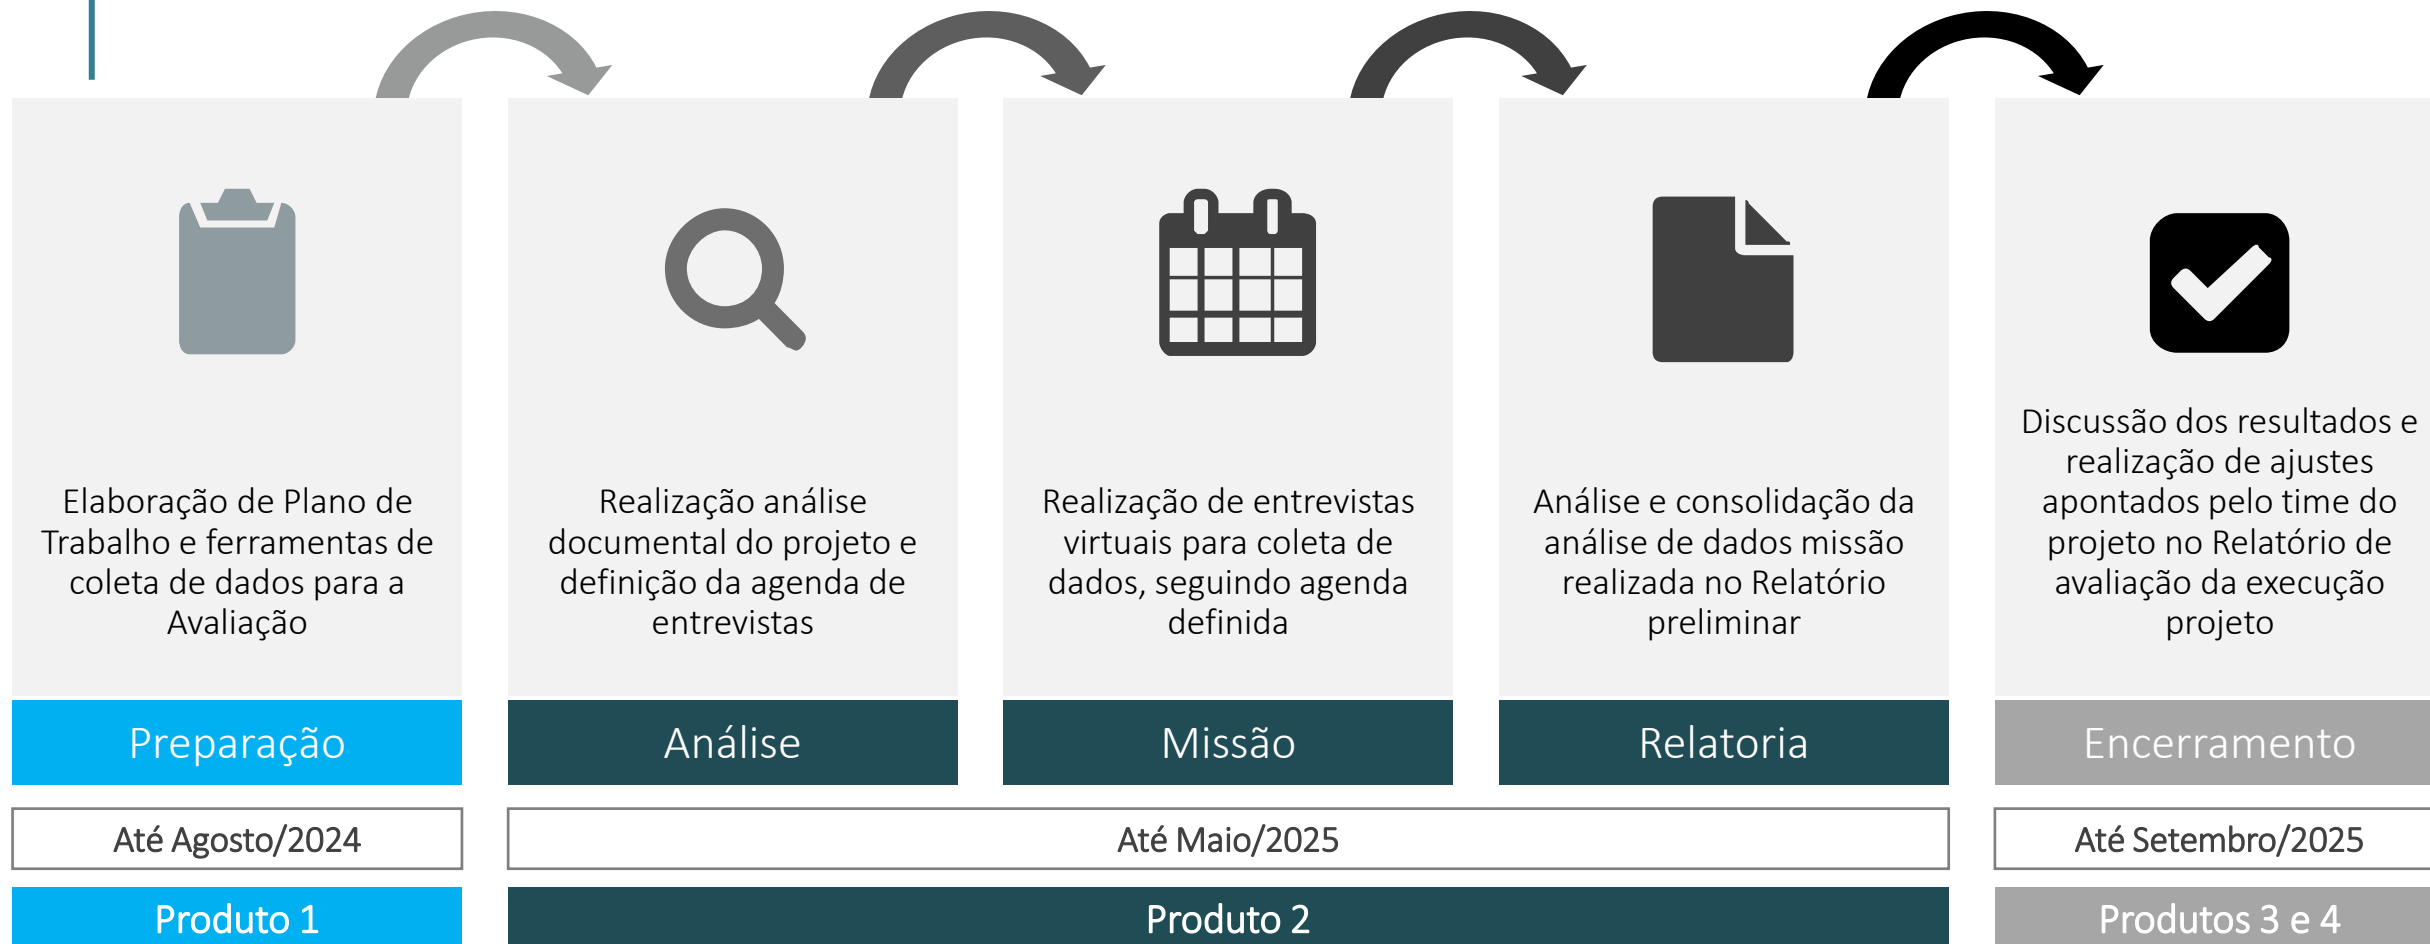 Elaboração de Plano de
Trabalho e ferramentas de
coleta de dados para a
Avaliação
Realização análise
documental do projeto e
definição da agenda de
entrevistas
Realização de entrevistas
virtuais para coleta de
dados, seguindo agenda
definida
Análise e consolidação da
análise de dados missão
realizada no Relatório
preliminar
Discussão dos resultados e
realização de ajustes
apontados pelo time do
projeto no Relatório de
avaliação da execução
projeto
Preparação
Análise
Missão
Relatoria
Encerramento
Até Agosto/2024
Até Maio/2025
Até Setembro/2025
Produto 1
Produto 2
Produtos 3 e 4